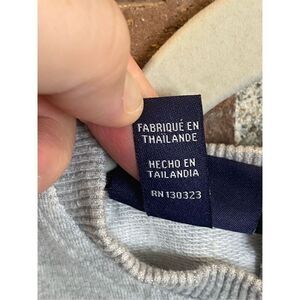 FABRIQUÉ EN
THAÏLANDE
HECHO EN
TAILANDIA
RN 130323